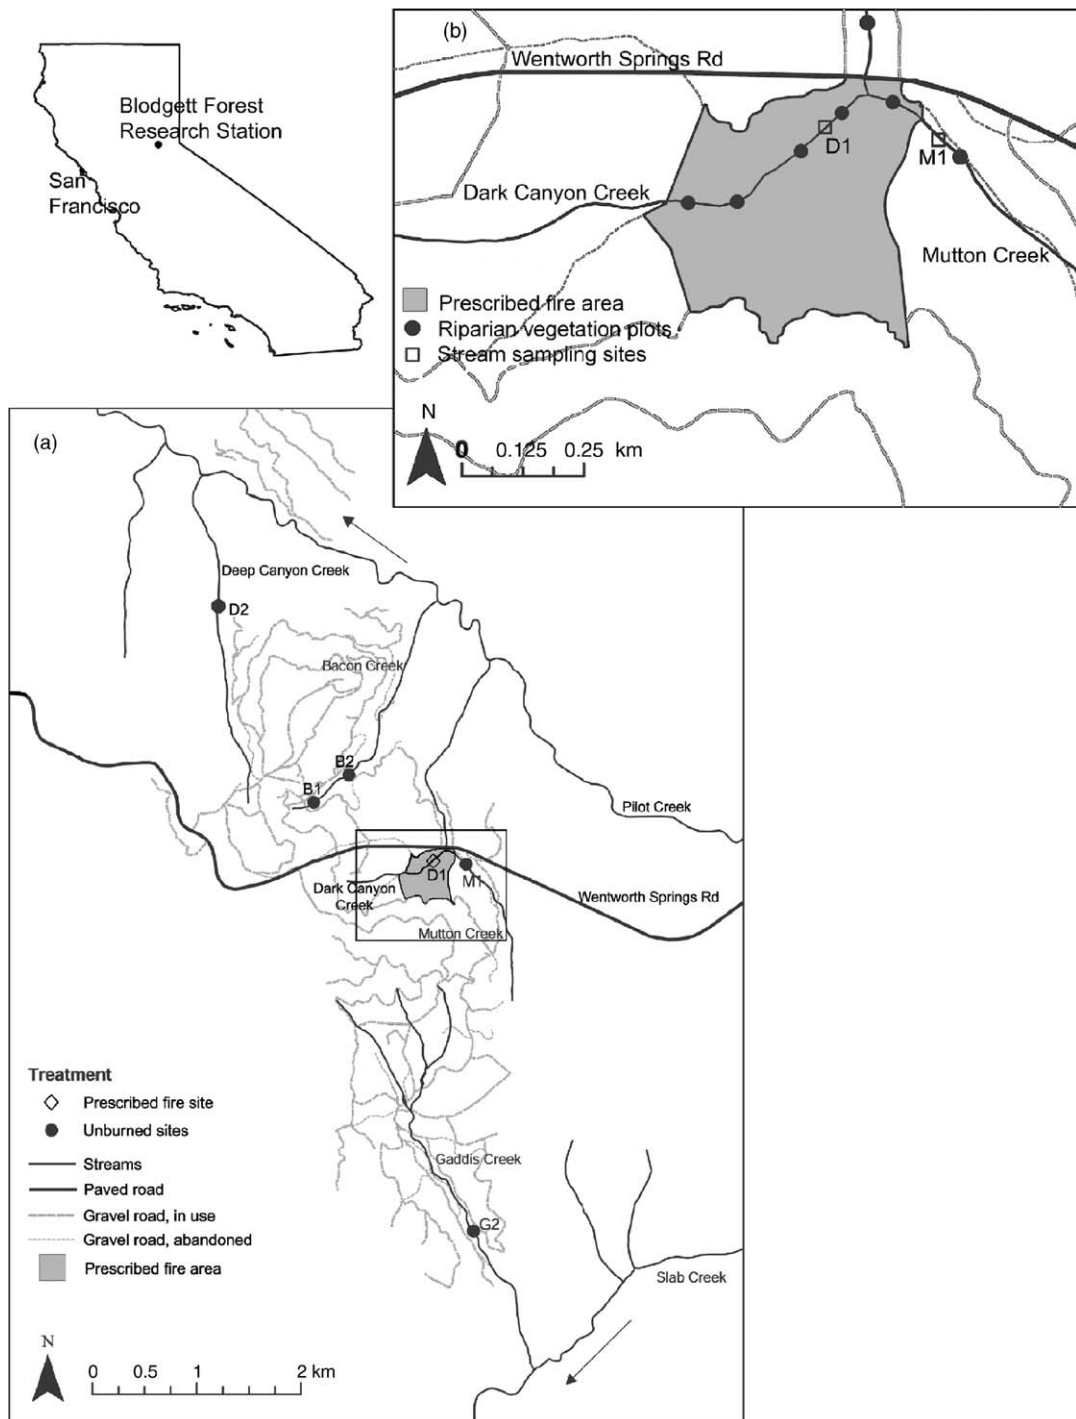 Blodgett Forest
Research Station
San
Francisco
(b)
Wentworth Springs Rd
D1
M1
Dark Canyon Creek
Mutton Creek
Prescribed fire area
Riparian vegetation plots
Stream sampling sites
N
0 0.125 0.25 km
(a)
Deep Canyon Creek
D2
Bacon Creek
B2
B1
Pilot Creek
D1
M1
Dark Canyon
Creek
Wentworth Springs Rd
Mutton Creek
Treatment
Prescribed fire site
Unburned sites
Streams
Paved road
Gravel road, in use
Gravel road, abandoned
Prescribed fire area
Gaddis Creek
G2
Slab Creek
N
0 0.5 1 2 km